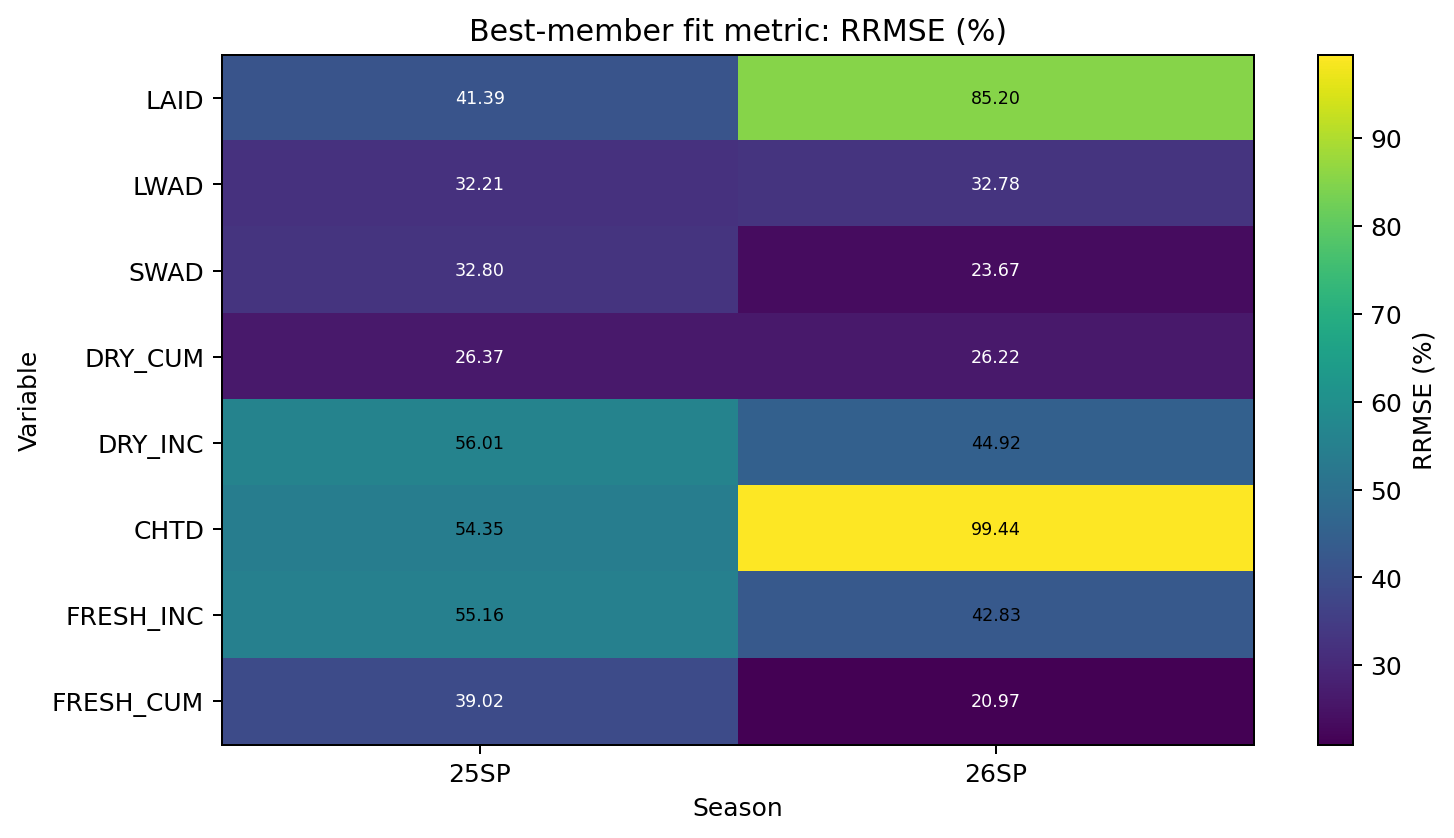 Best-member fit metric: RRMSE (%)
LAID 41.39 85.20
LWAD 32.21 32.78
SWAD 32.80 23.67
DRY_CUM 26.37 26.22
DRY_INC 56.01 44.92
CHTD 54.35 99.44
FRESH_INC 55.16 42.83
FRESH_CUM 39.02 20.97
25SP 26SP
Season
Variable
90
80
70
60
50
40
30
RRMSE (%)